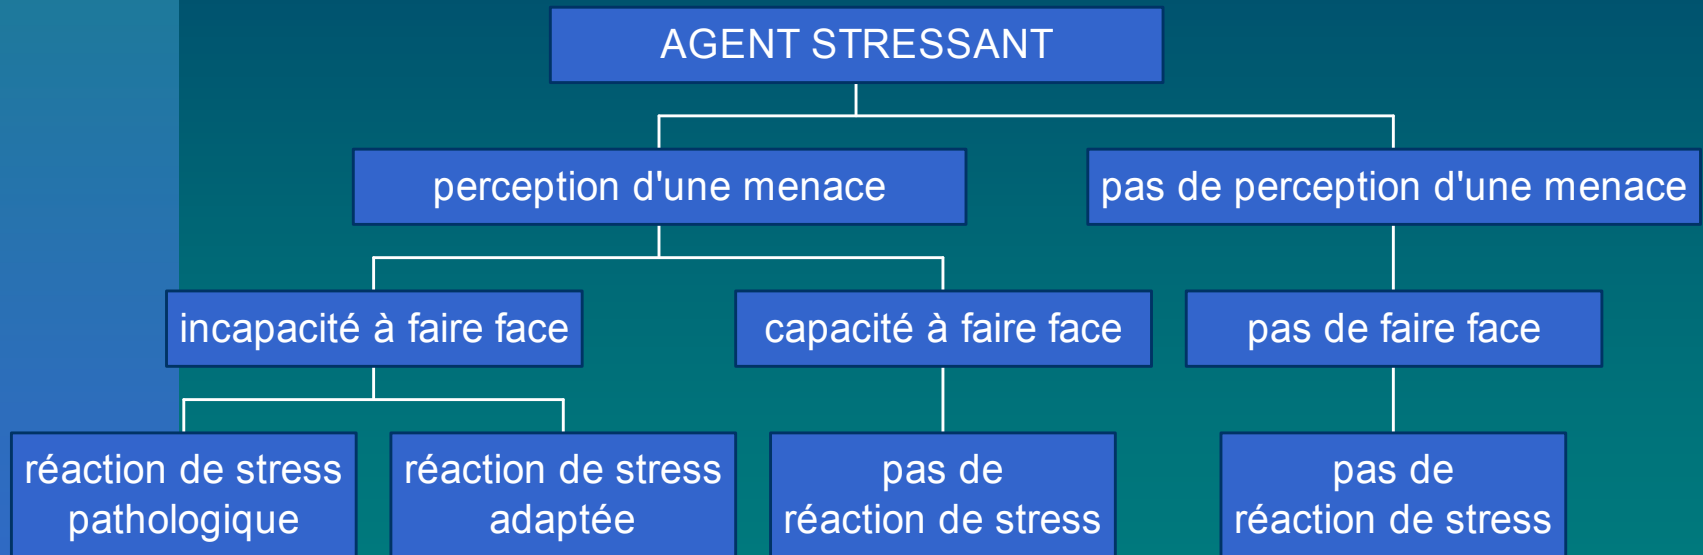 AGENT STRESSANT
perception d'une menace
pas de perception d'une menace
incapacité à faire face
capacité à faire face
pas de faire face
réaction de stress
pathologique
réaction de stress
adaptée
pas de
réaction de stress
pas de
réaction de stress